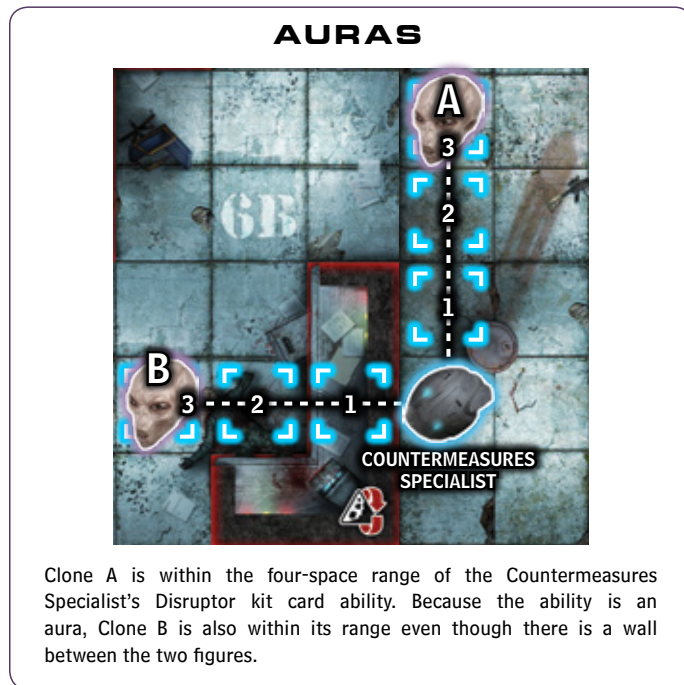 AURAS
A
3
2
6B
1
B
3
2
1
COUNTERMEASURES
SPECIALIST
Clone A is within the four-space range of the Countermeasures
Specialist’s Disruptor kit card ability. Because the ability is an
aura, Clone B is also within its range even though there is a wall
between the two figures.